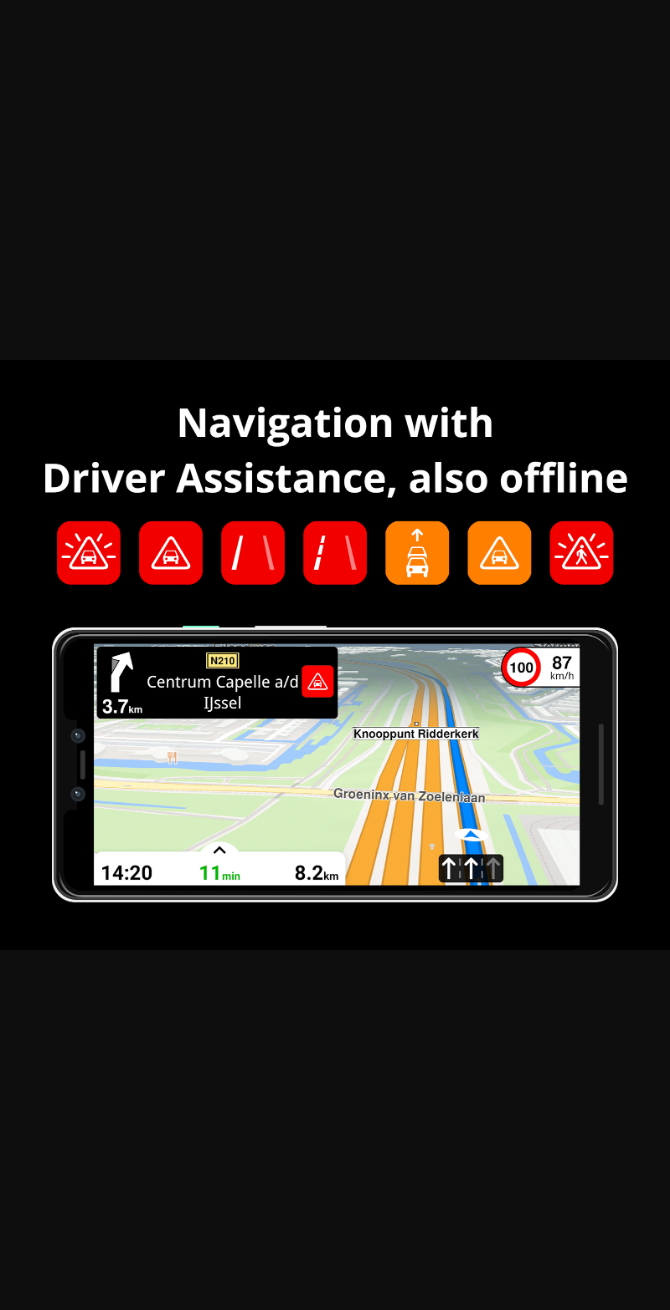 Navigation with
Driver Assistance, also offline
N210
Centrum Capelle a/d
IJssel
3.7km
100
87
km/h
Knooppunt Ridderkerk
Groeninx van Zoelenlaan
14:20
11min
8.2km